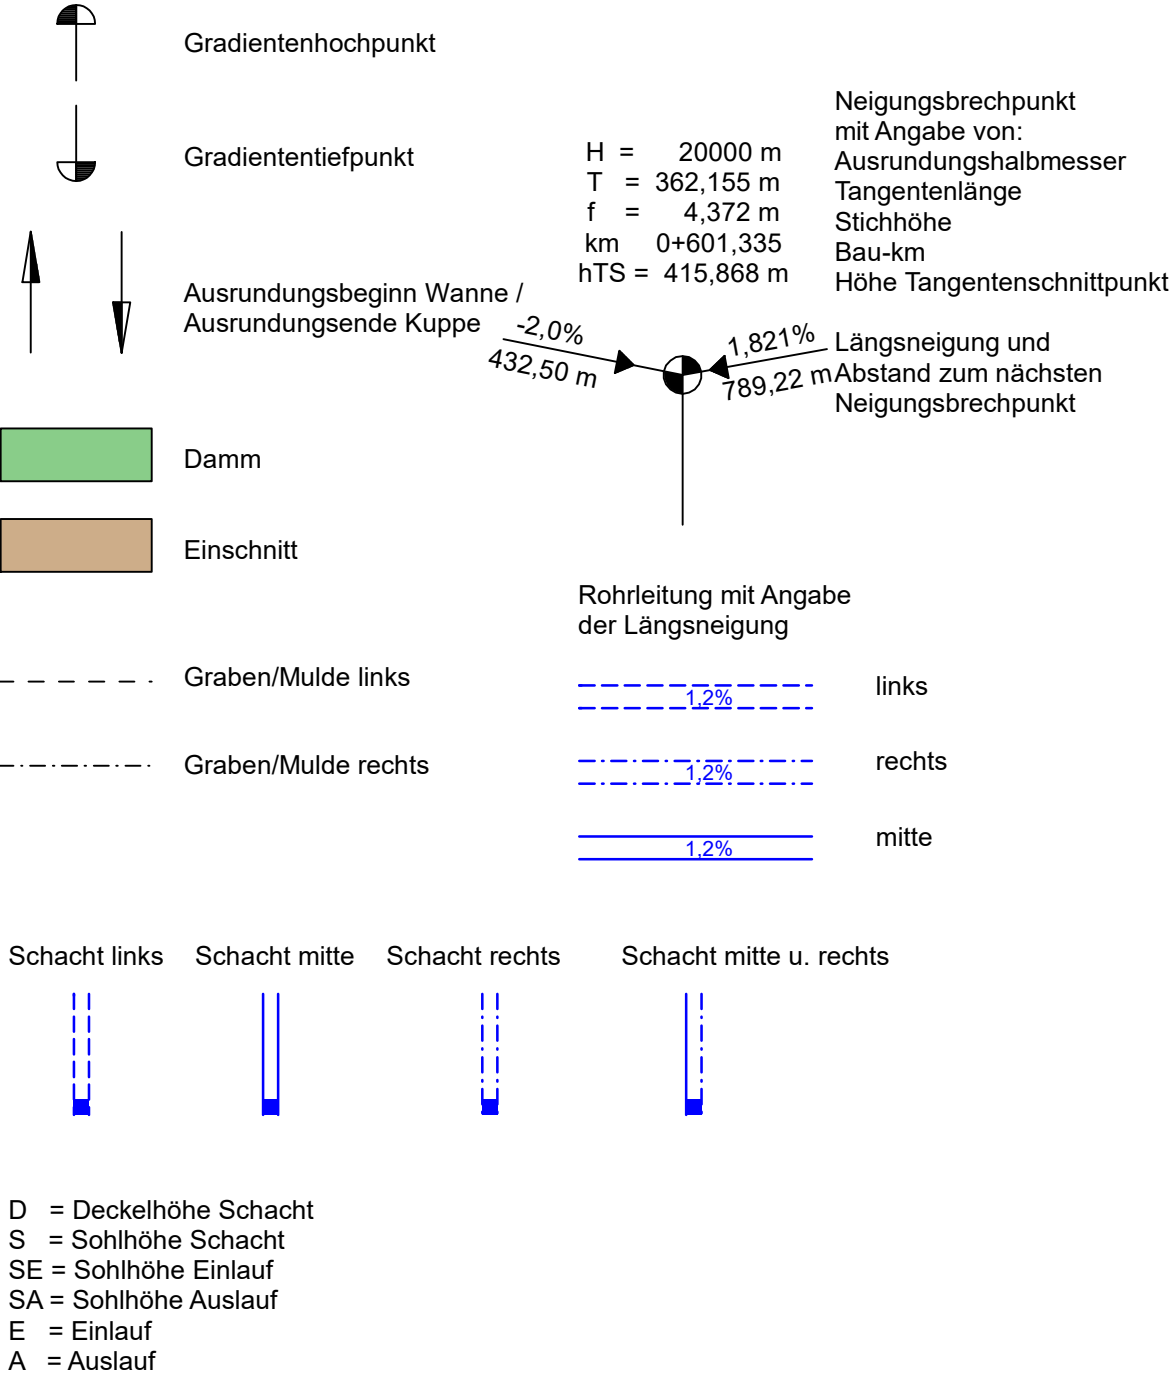 Gradientenhochpunkt
Gradiententiefpunkt
Ausrundungsbeginn Wanne /
Ausrundungsende Kuppe
H = 20000 m
T = 362,155 m
f = 4,372 m
km 0+601,335
hTS = 415,868 m
Neigungsbrechpunkt
mit Angabe von:
Ausrundungshalbmesser
Tangentenlänge
Stichhöhe
Bau-km
Höhe Tangentenschnittpunkt
-2,0%
432,50 m
1,821%
789,22 m
Längsneigung und
Abstand zum nächsten
Neigungsbrechpunkt
Damm
Einschnitt
Graben/Mulde links
Graben/Mulde rechts
Rohrleitung mit Angabe
der Längsneigung
1,2%
links
1,2%
rechts
1,2%
mitte
Schacht links
Schacht mitte
Schacht rechts
Schacht mitte u. rechts
D = Deckelhöhe Schacht
S = Sohlhöhe Schacht
SE = Sohlhöhe Einlauf
SA = Sohlhöhe Auslauf
E = Einlauf
A = Auslauf